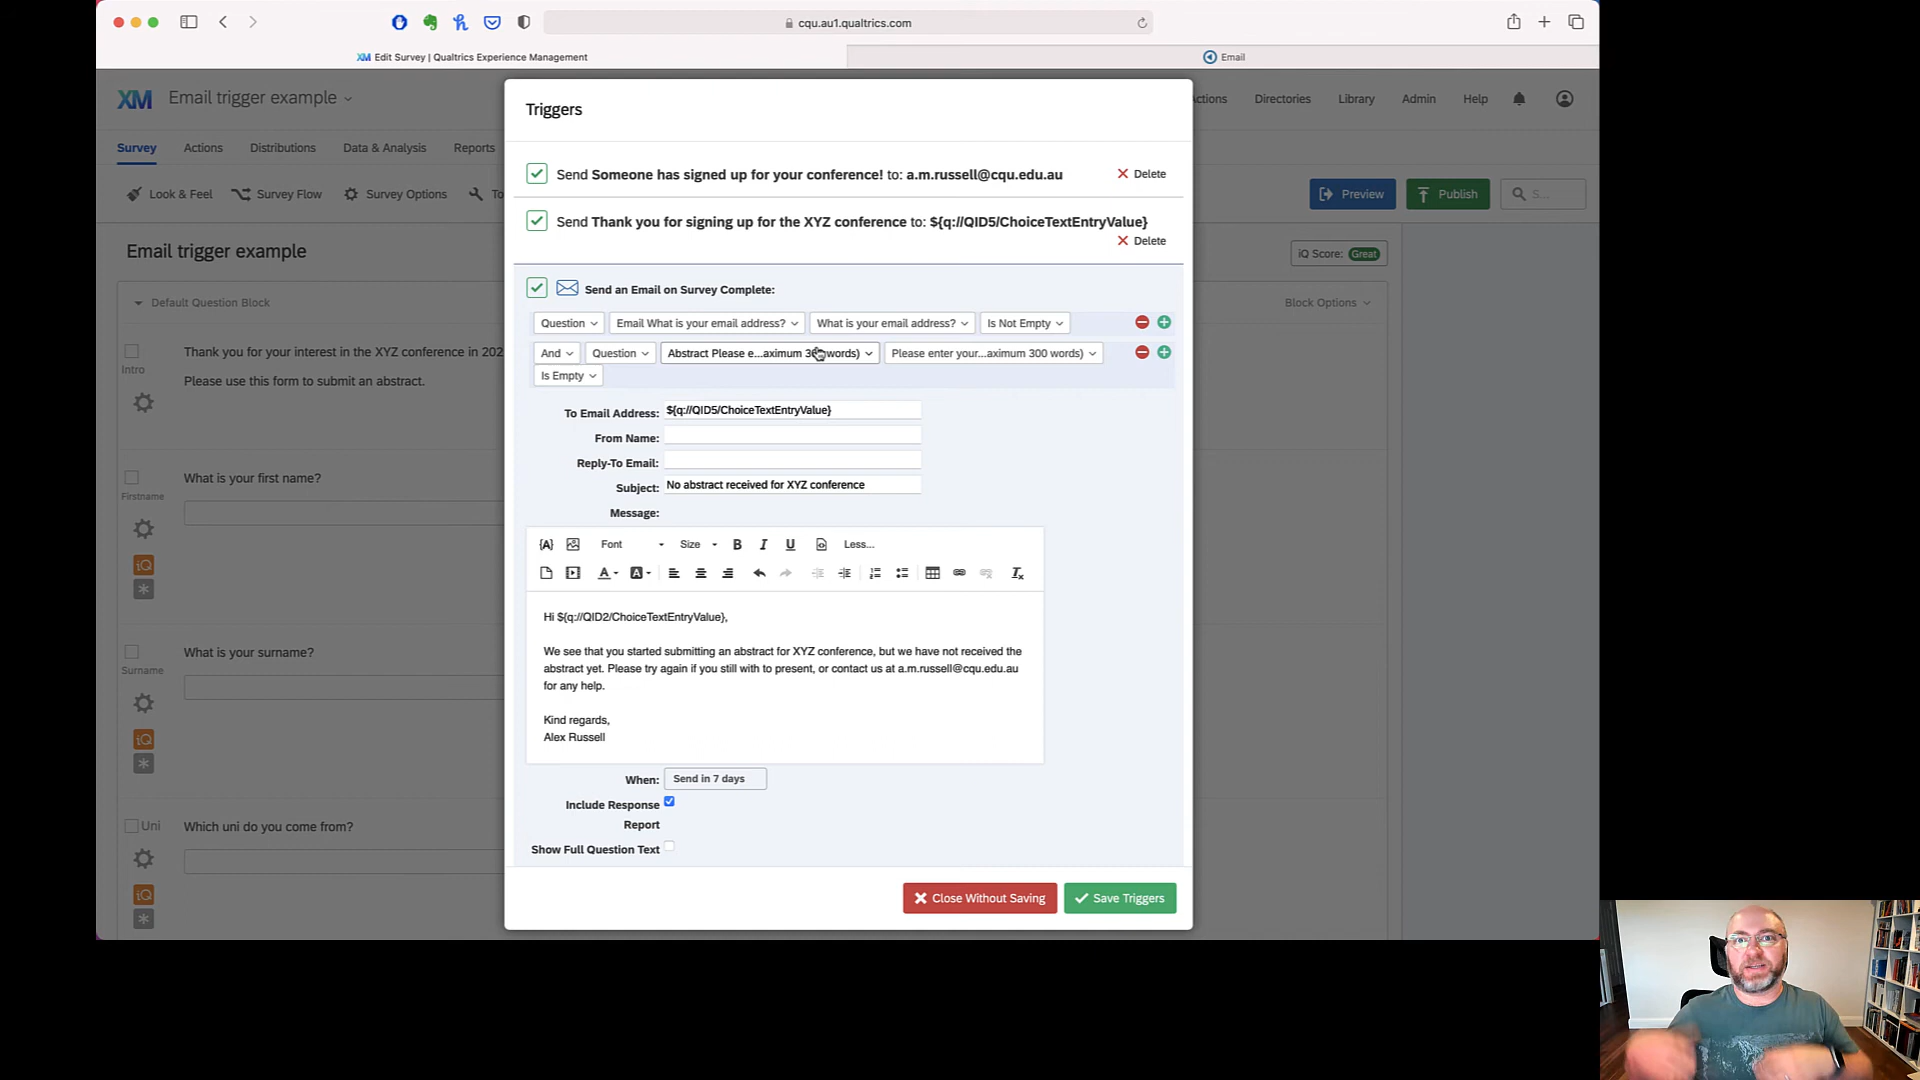 cqu.au1.qualtrics.com
XM Edit Survey | Qualtrics Experience Management
Email
XM Email trigger example
Actions Directories Library Admin Help
Survey Actions Distributions Data & Analysis Reports
Look & Feel Survey Flow Survey Options
Preview Publish S...
Email trigger example
iQ Score: Great
Default Question Block
Block Options
Thank you for your interest in the XYZ conference in 202
Intro
Please use this form to submit an abstract.
What is your first name?
Firstname
iQ
What is your surname?
Surname
iQ
Uni Which uni do you come from?
iQ
Triggers
Send Someone has signed up for your conference! to: a.m.russell@cqu.edu.au Delete
Send Thank you for signing up for the XYZ conference to: ${q://QID5/ChoiceTextEntryValue}
Delete
Send an Email on Survey Complete:
Question Email What is your email address? What is your email address? Is Not Empty
And Question Abstract Please e...aximum 300 words) Please enter your...aximum 300 words)
Is Empty
To Email Address: ${q://QID5/ChoiceTextEntryValue}
From Name:
Reply-To Email:
Subject: No abstract received for XYZ conference
Message:
{A} Font Size B I U Less...
Hi ${q://QID2/ChoiceTextEntryValue},
We see that you started submitting an abstract for XYZ conference, but we have not received the
abstract yet. Please try again if you still with to present, or contact us at a.m.russell@cqu.edu.au
for any help.
Kind regards,
Alex Russell
When: Send in 7 days
Include Response
Report
Show Full Question Text
Close Without Saving Save Triggers